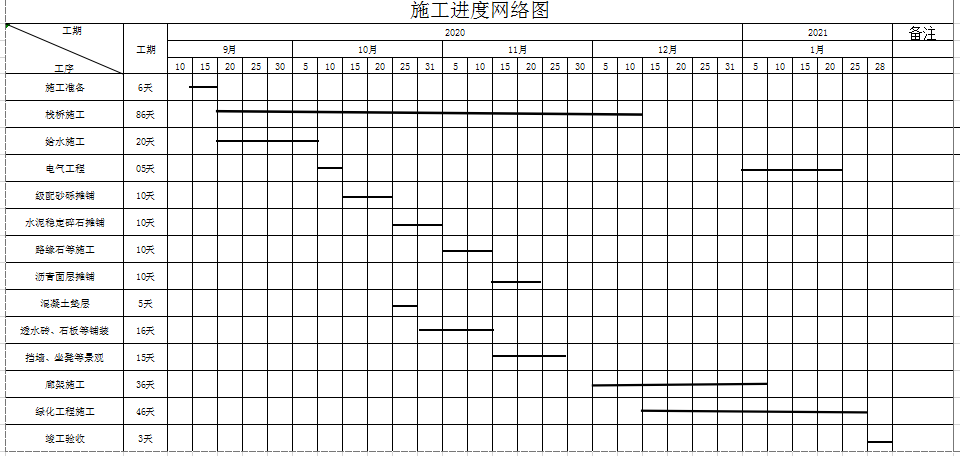 施工进度网络图
工期 工期 2020 2021 备注
9月 10月 11月 12月 1月
工序 10 15 20 25 30 5 10 15 20 25 31 5 10 15 20 25 30 5 10 15 20 25 31 5 10 15 20 25 28
施工准备 6天
栈桥施工 86天
给水施工 20天
电气工程 05天
级配砂砾摊铺 10天
水泥稳定碎石摊铺 10天
路缘石等施工 10天
沥青面层摊铺 10天
混凝土垫层 5天
透水砖、石板等铺装 16天
挡墙、坐凳等景观 15天
廊架施工 36天
绿化工程施工 46天
竣工验收 3天